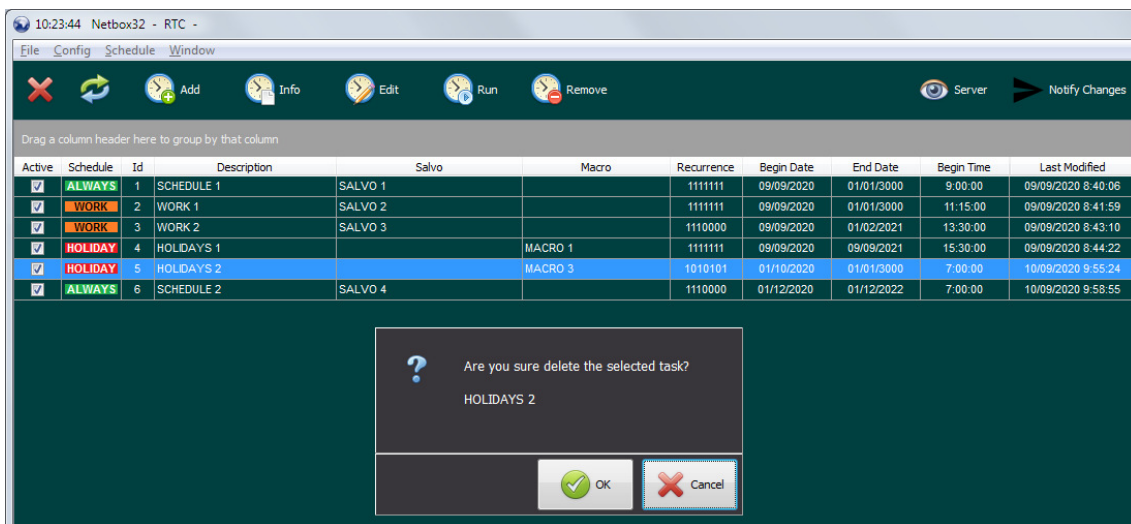 10:23:44 Netbox32 - RTC -
File Config Schedule Window
Add Info Edit Run Remove Server Notify Changes
Drag a column header here to group by that column
Active Schedule Id Description Salvo Macro Recurrence Begin Date End Date Begin Time Last Modified
ALWAYS 1 SCHEDULE 1 SALVO 1 1111111 09/09/2020 01/01/3000 9:00:00 09/09/2020 8:40:06
WORK 2 WORK 1 SALVO 2 1111111 09/09/2020 01/01/3000 11:15:00 09/09/2020 8:41:59
WORK 3 WORK 2 SALVO 3 1110000 09/09/2020 01/02/2021 13:30:00 09/09/2020 8:43:10
HOLIDAY 4 HOLIDAYS 1 MACRO 1 1111111 09/09/2020 09/09/2021 15:30:00 09/09/2020 8:44:22
HOLIDAY 5 HOLIDAYS 2 MACRO 3 1010101 01/10/2020 01/01/3000 7:00:00 10/09/2020 9:55:24
ALWAYS 6 SCHEDULE 2 SALVO 4 1110000 01/12/2020 01/12/2022 7:00:00 10/09/2020 9:58:55
Are you sure delete the selected task?
HOLIDAYS 2
OK Cancel